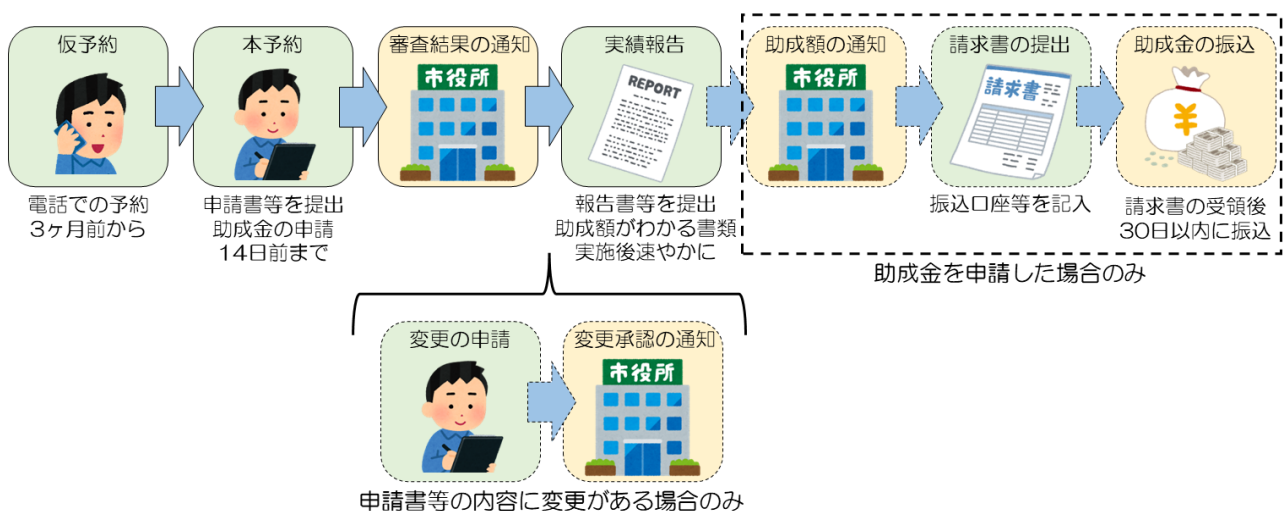 仮予約
電話での予約
3ヶ月前から
本予約
申請書等を提出
助成金の申請
14日前まで
審査結果の通知
市役所
実績報告
REPORT
報告書等を提出
助成額がわかる書類
実施後速やかに
助成額の通知
市役所
請求書の提出
請求書
振込口座等を記入
助成金の振込
¥
請求書の受領後
30日以内に振込
助成金を申請した場合のみ
変更の申請
変更承認の通知
市役所
申請書等の内容に変更がある場合のみ